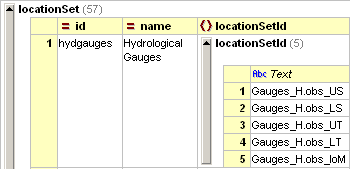 locationSet (57)
= id = name {} locationSetId
1 hydgauges Hydrological Gauges locationSetId (5)
Abc Text
1 Gauges_H.obs_US
2 Gauges_H.obs_LS
3 Gauges_H.obs_UT
4 Gauges_H.obs_LT
5 Gauges_H.obs_IoM